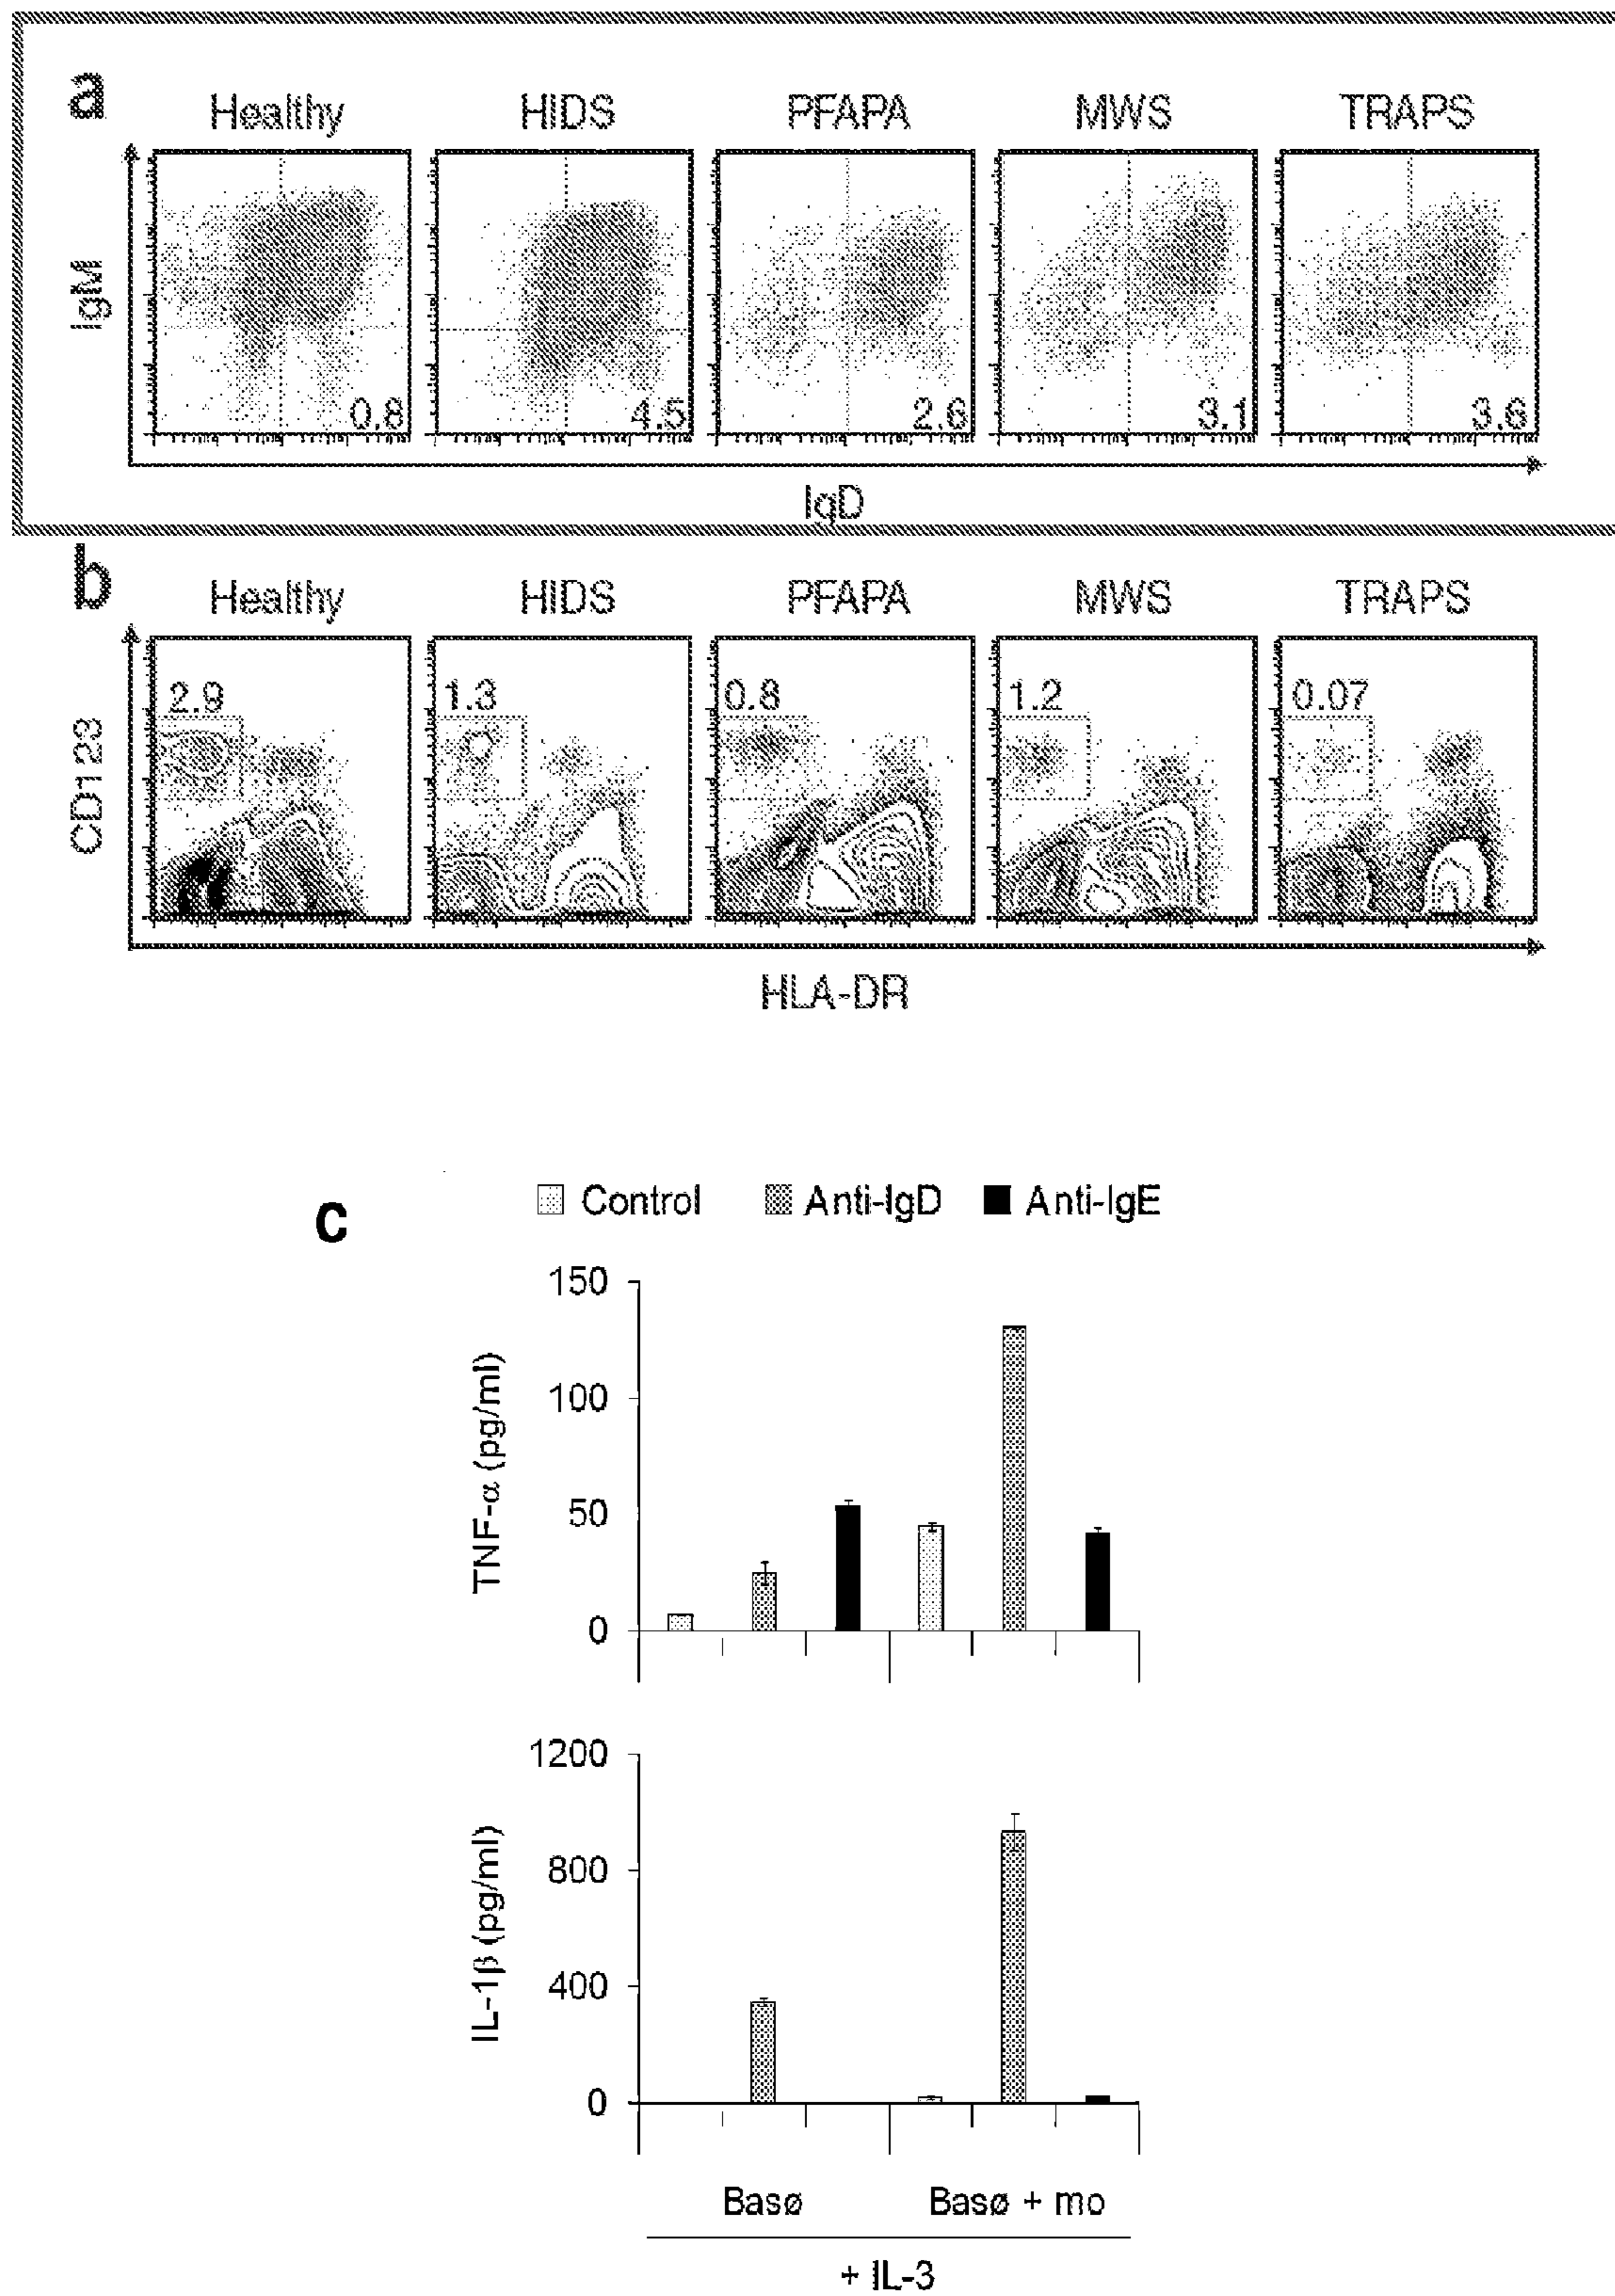 a
Healthy HIDS PFAPA MWS TRAPS
IgM
0.8 4.5 2.6 3.1 3.6
IgD
b
Healthy HIDS PFAPA MWS TRAPS
2.9 1.3 0.8 1.2 0.07
CD123
HLA-DR
c
Control Anti-IgD Anti-IgE
TNF-α (pg/ml)
150
100
50
0
IL-1β (pg/ml)
1200
800
400
0
Basø Basø + mo
+ IL-3